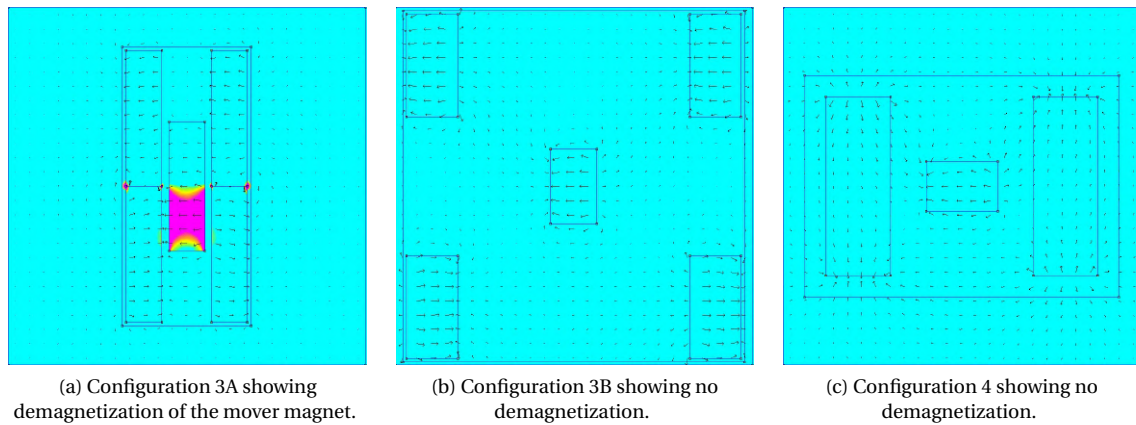 (a) Configuration 3A showing
demagnetization of the mover magnet.
(b) Configuration 3B showing no
demagnetization.
(c) Configuration 4 showing no
demagnetization.